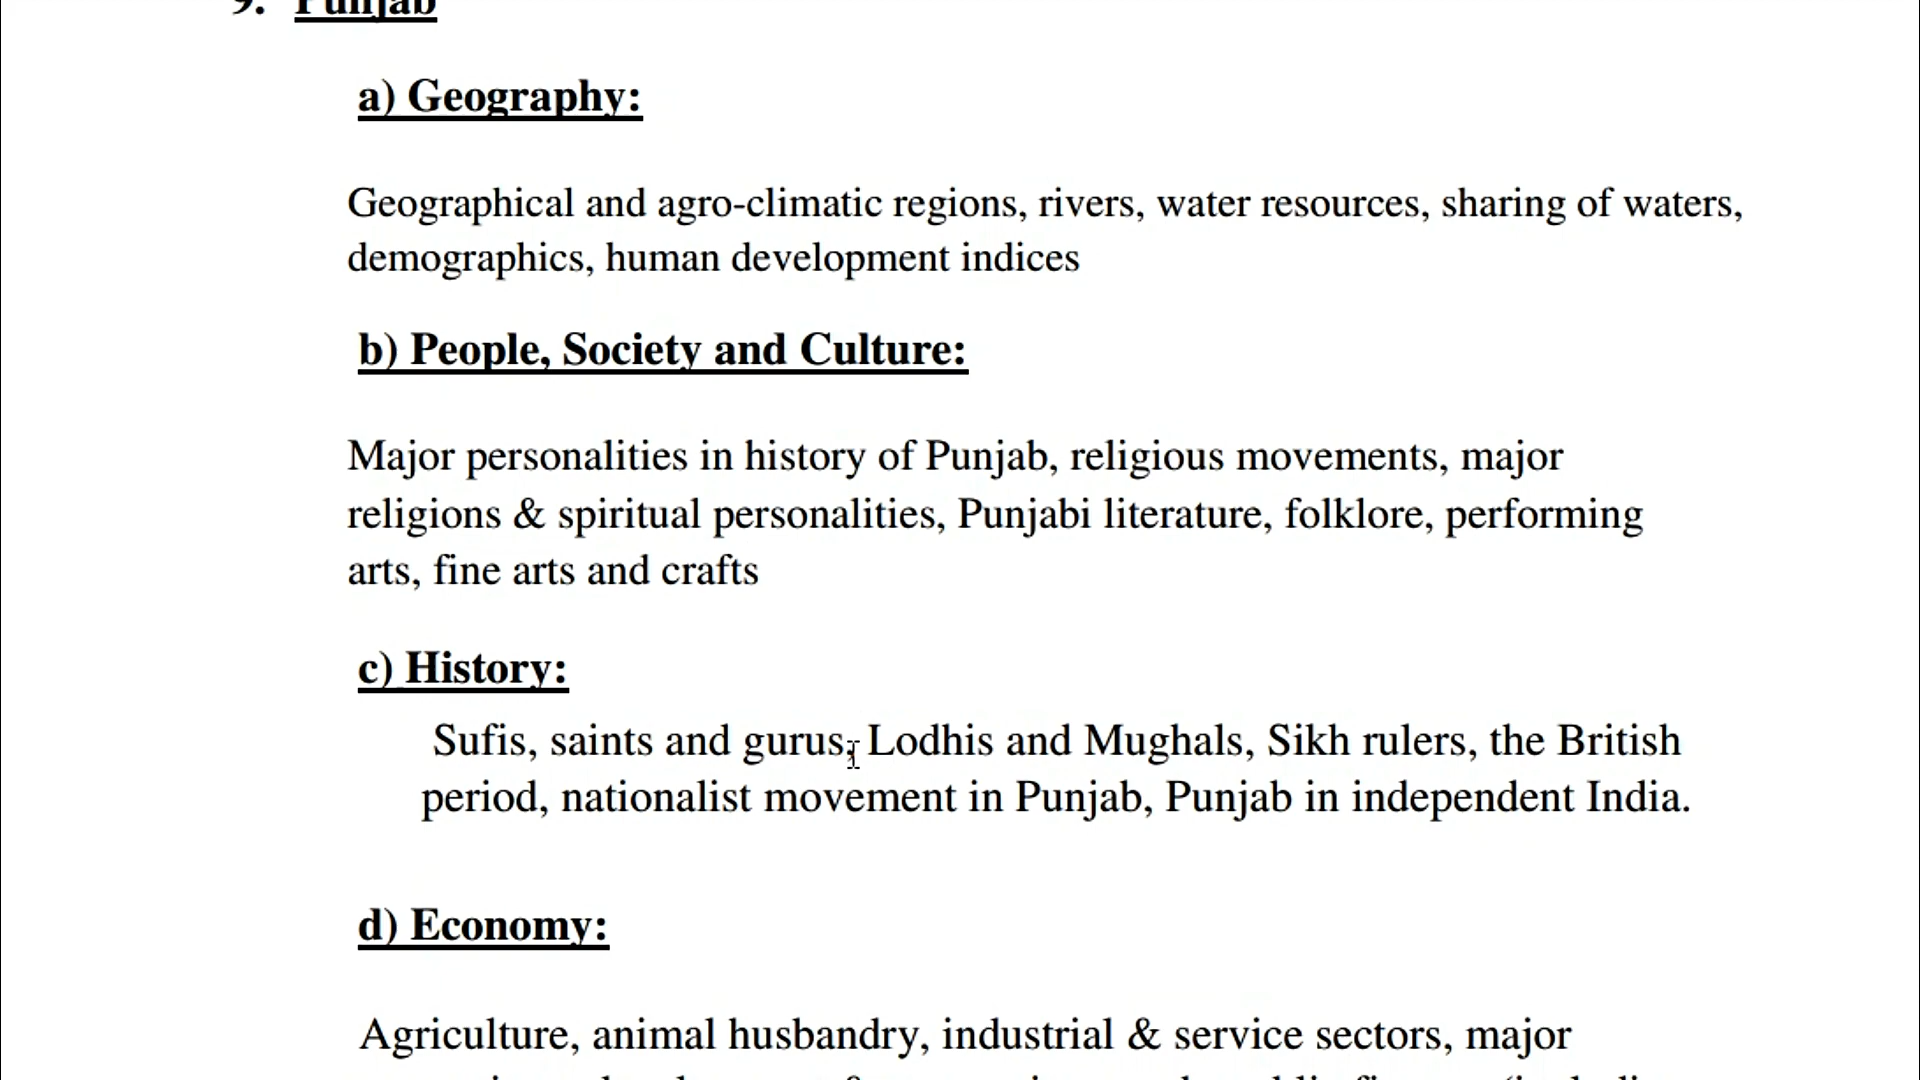 9. Punjab
a) Geography:
Geographical and agro-climatic regions, rivers, water resources, sharing of waters,
demographics, human development indices
b) People, Society and Culture:
Major personalities in history of Punjab, religious movements, major
religions & spiritual personalities, Punjabi literature, folklore, performing
arts, fine arts and crafts
c) History:
Sufis, saints and gurus, Lodhis and Mughals, Sikh rulers, the British
period, nationalist movement in Punjab, Punjab in independent India.
d) Economy:
Agriculture, animal husbandry, industrial & service sectors, major